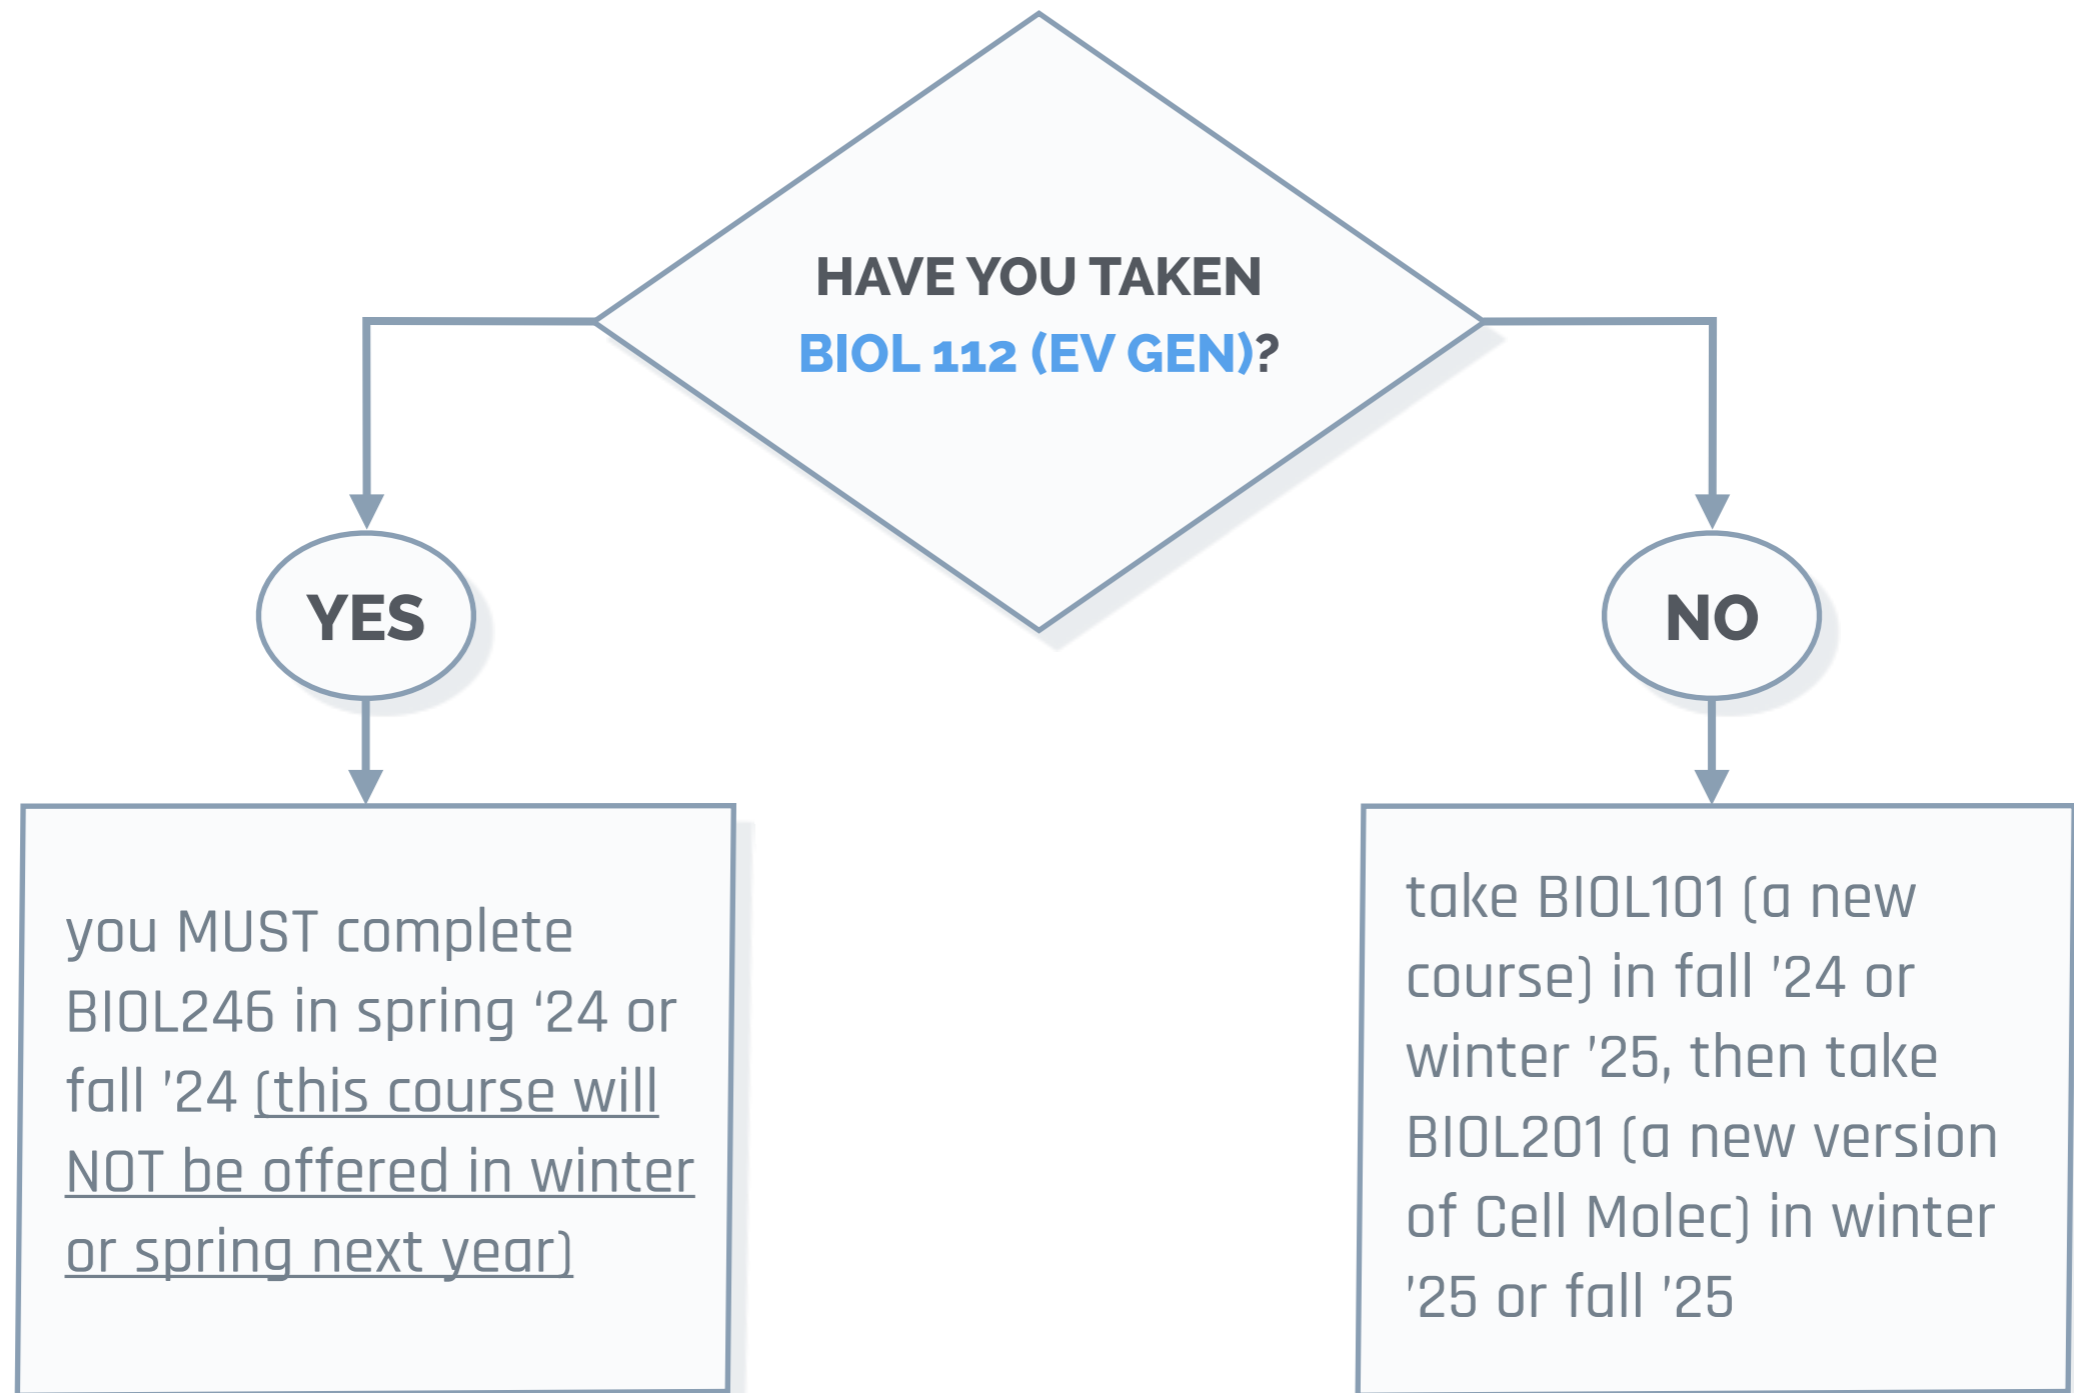 HAVE YOU TAKEN
BIOL 112 (EV GEN)?
YES
NO
you MUST complete
BIOL246 in spring ‘24 or
fall ’24 (this course will
NOT be offered in winter
or spring next year)
take BIOL101 (a new
course) in fall ’24 or
winter ’25, then take
BIOL201 (a new version
of Cell Molec) in winter
’25 or fall ’25